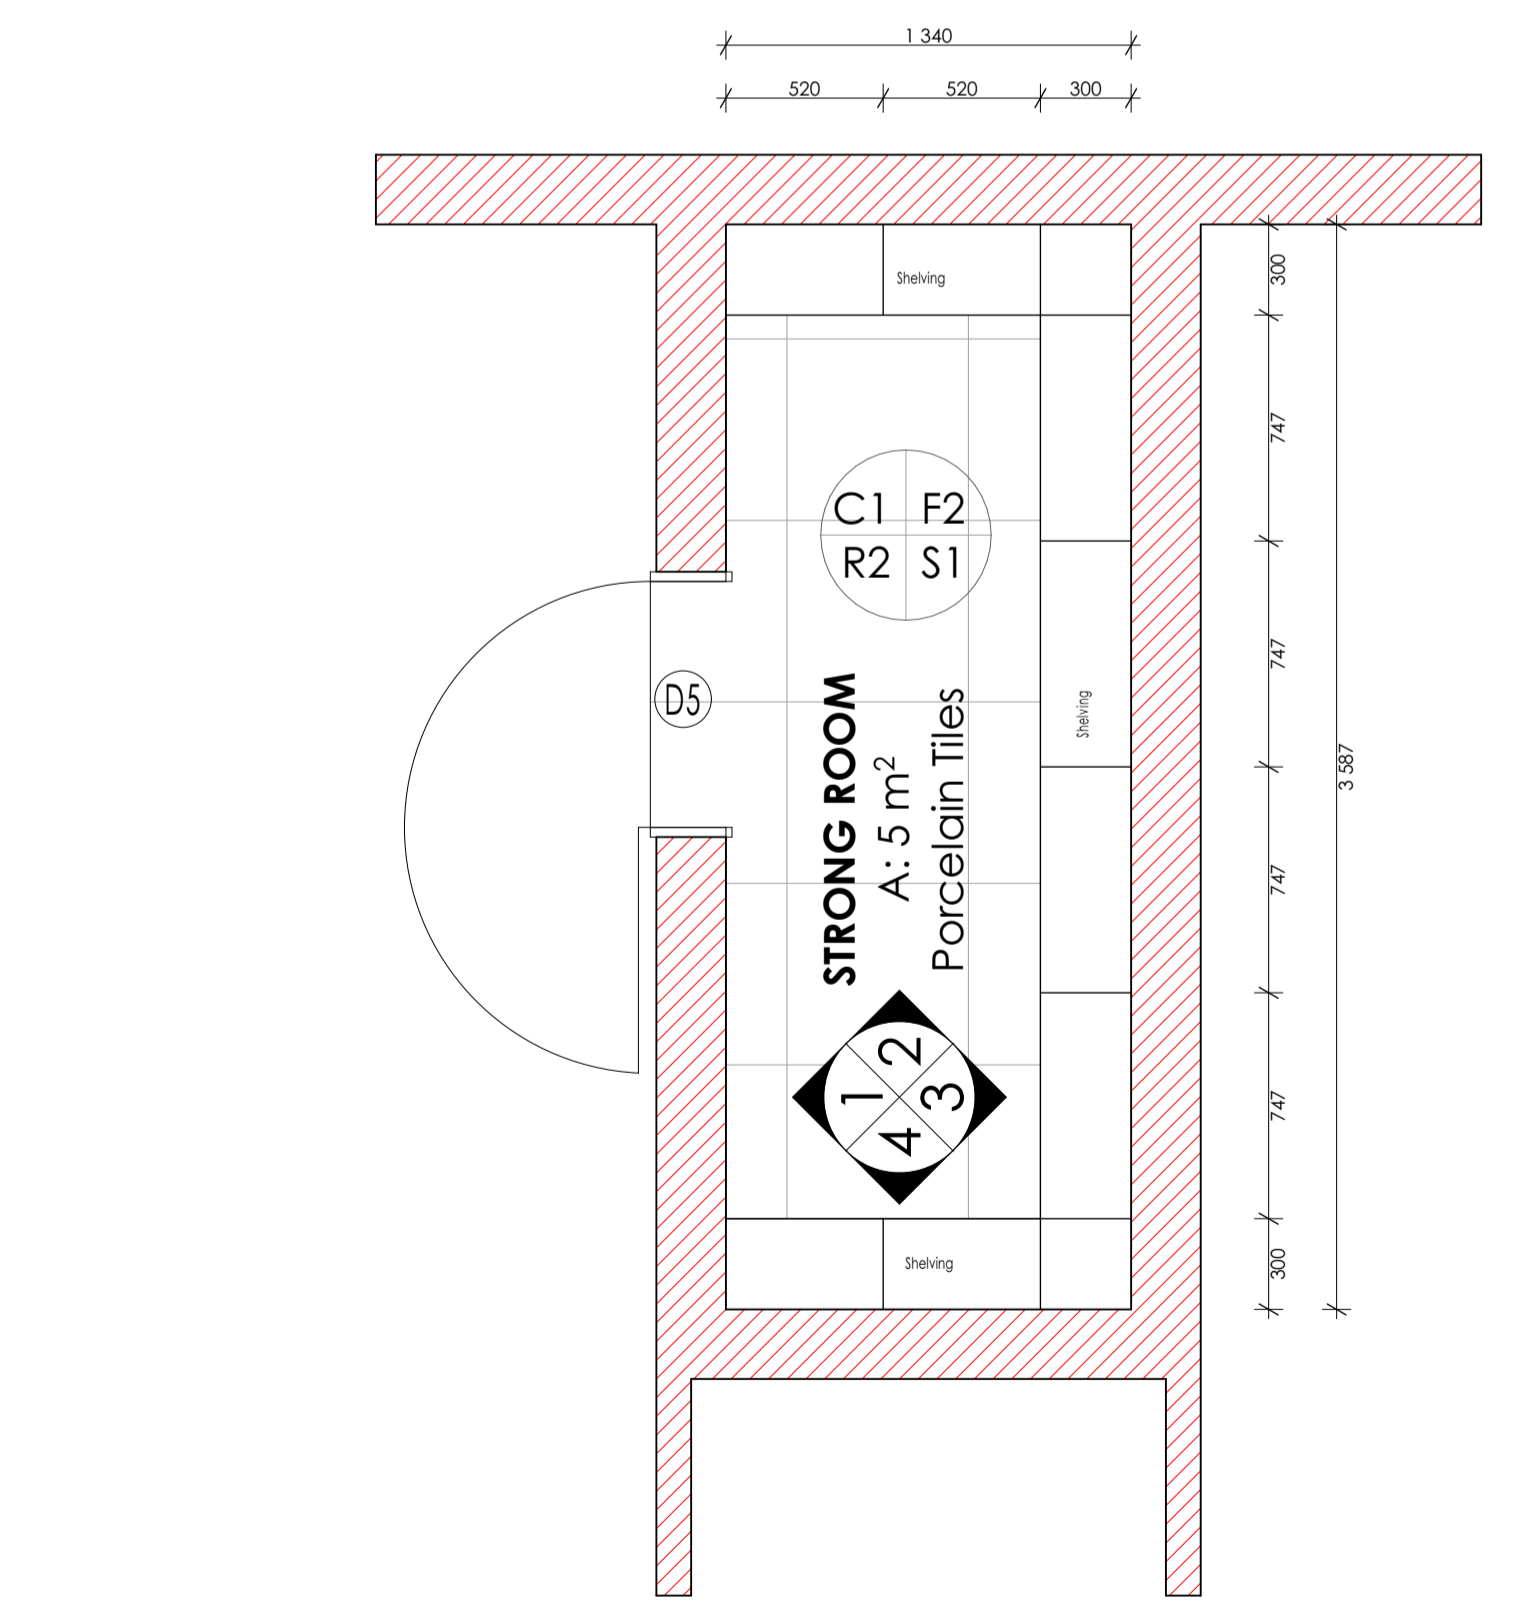 1 340
520 520 300
Shelving
300
747
C1 F2
R2 S1
747
D5
STRONG ROOM
A: 5 m²
Porcelain Tiles
Shelving
3 587
747
747
1 2 3 4
Shelving
300